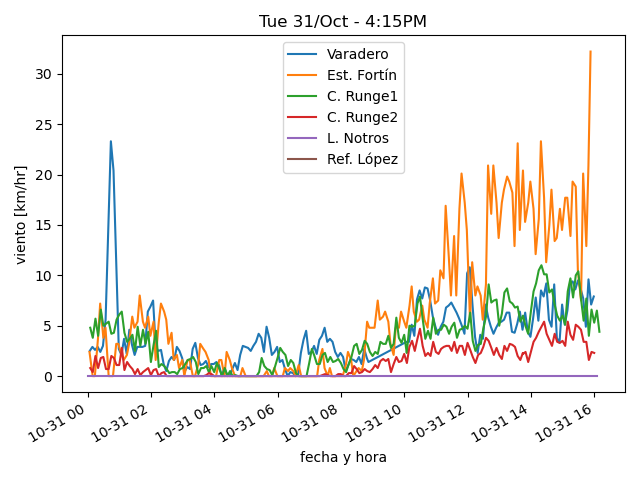 Tue 31/Oct - 4:15PM
Varadero
Est. Fortín
C. Runge1
C. Runge2
L. Notros
Ref. López
viento [km/hr]
30
25
20
15
10
5
0
10-31 00
10-31 02
10-31 04
10-31 06
10-31 08
10-31 10
10-31 12
10-31 14
10-31 16
fecha y hora